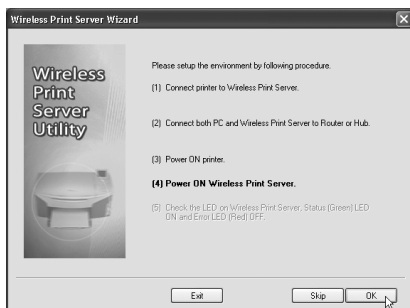 Wireless Print Server Wizard
Wireless
Print
Server
Utility
Please setup the environment by following procedure.
(1) Connect printer to Wireless Print Server.
(2) Connect both PC and Wireless Print Server to Router or Hub.
(3) Power ON printer.
(4) Power ON Wireless Print Server.
(5) Check the LED on Wireless Print Server, Status (Green) LED
ON and Error LED (Red) OFF.
Exit
Skip
OK